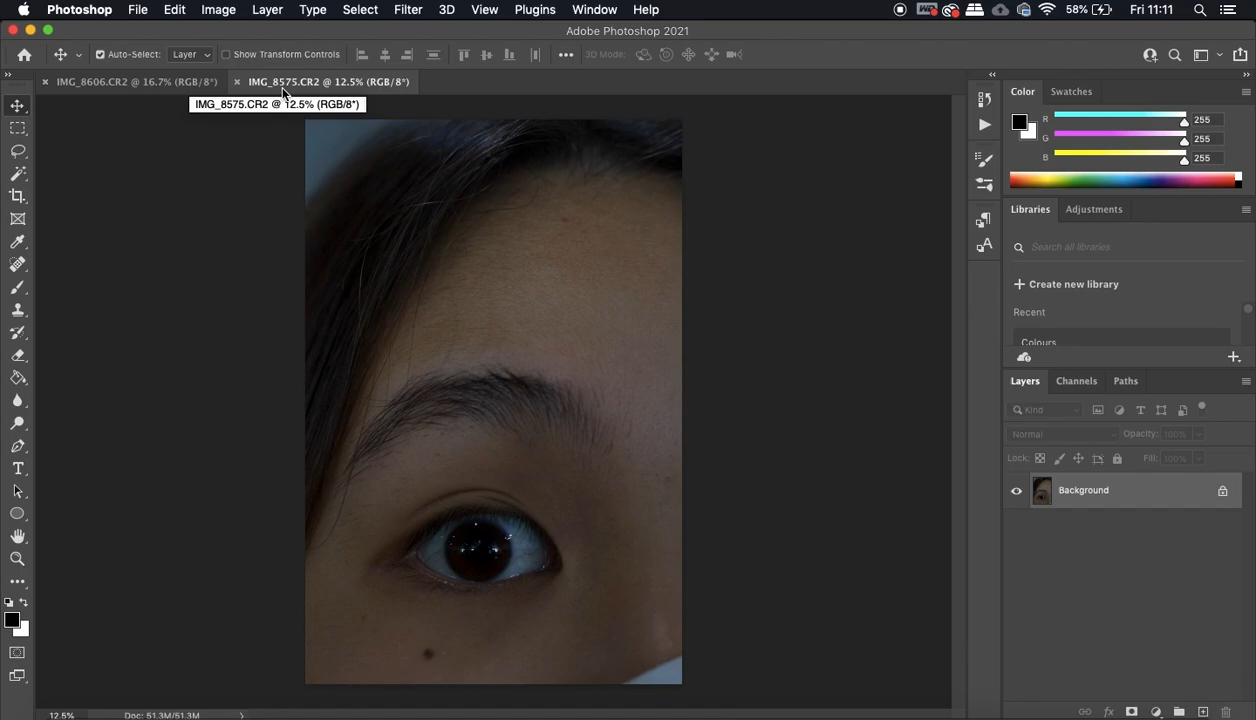 Photoshop File Edit Image Layer Type Select Filter 3D View Plugins Window Help 58% Fri 11:11
Adobe Photoshop 2021
Auto-Select: Layer Show Transform Controls 3D Mode:
IMG_8606.CR2 @ 16.7% (RGB/8*) IMG_8575.CR2 @ 12.5% (RGB/8*)
IMG_8575.CR2 @ 12.5% (RGB/8*)
Color Swatches
R 255
G 255
B 255
Libraries Adjustments
Search all libraries
Create new library
Recent
Colours
Layers Channels Paths
Kind
Normal Opacity: 100%
Lock: Fill: 100%
Background
12.5% Doc: 51.3M/51.3M